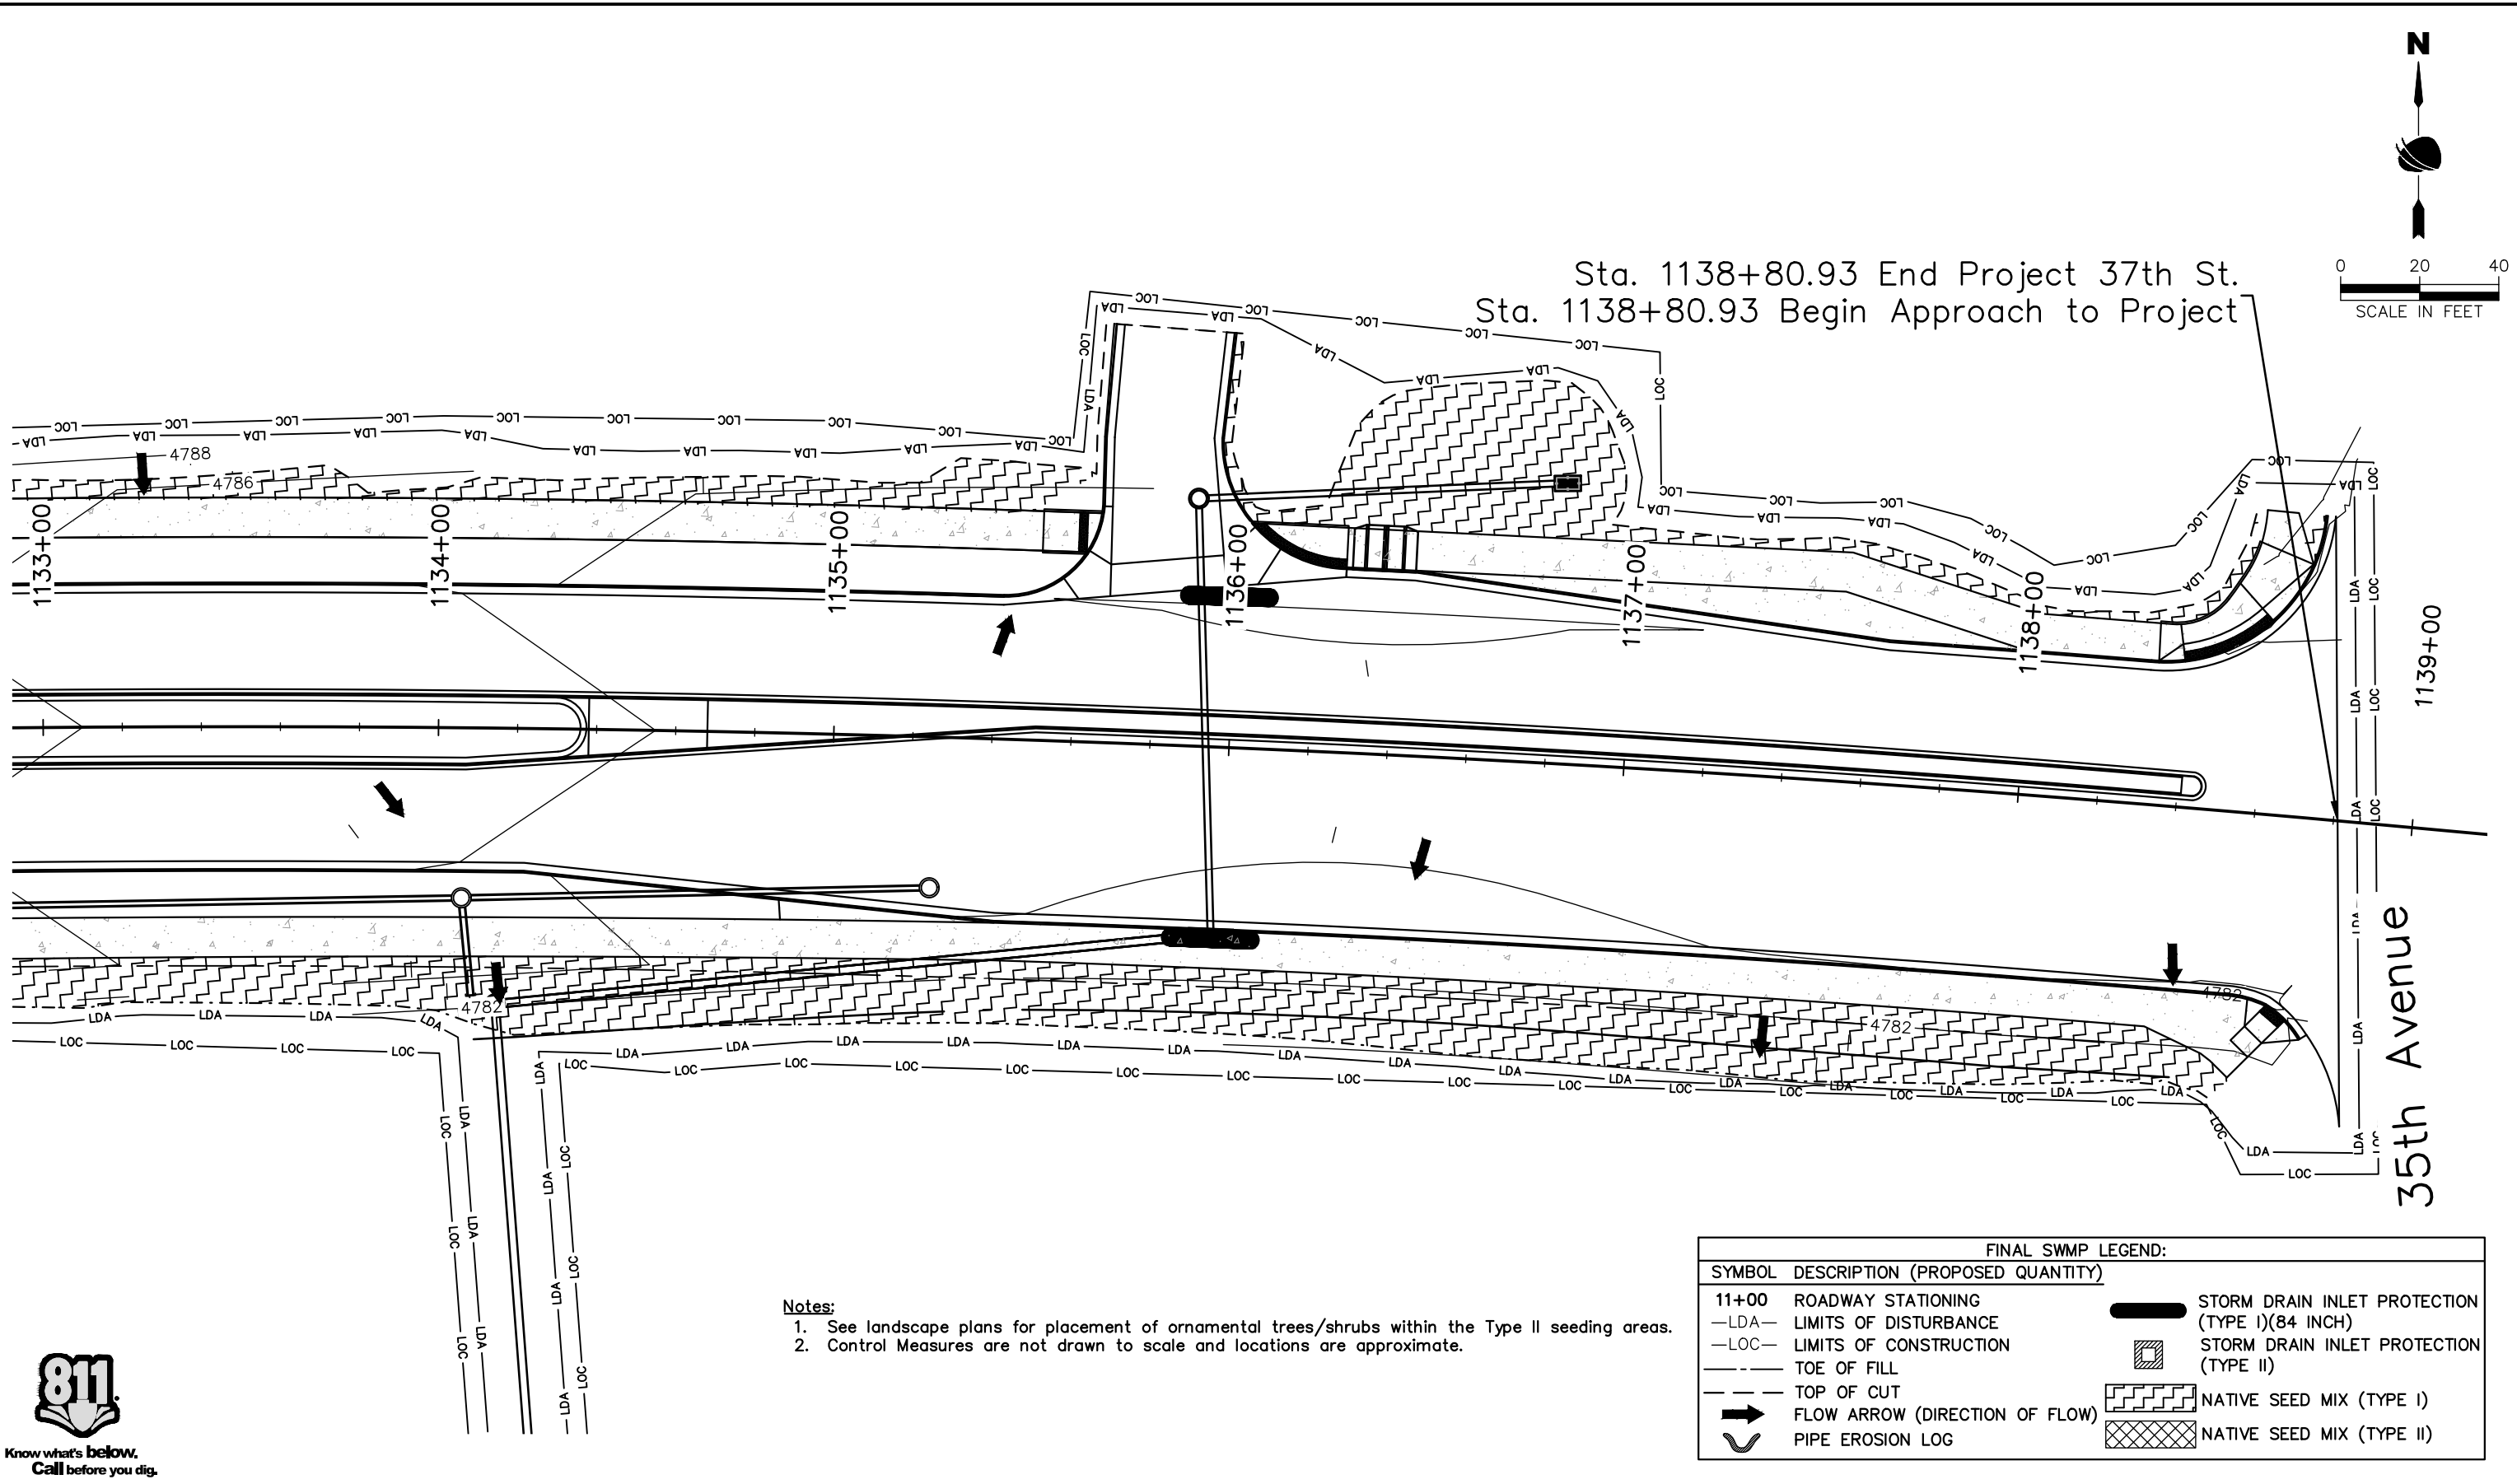 N
Sta. 1138+80.93 End Project 37th St.
Sta. 1138+80.93 Begin Approach to Project
0 20 40
SCALE IN FEET
LOC
LDA
4788
4786
1133+00
1134+00
1135+00
1136+00
1137+00
1138+00
1139+00
4782
4782
4782
35th Avenue
Notes:
1. See landscape plans for placement of ornamental trees/shrubs within the Type II seeding areas.
2. Control Measures are not drawn to scale and locations are approximate.
FINAL SWMP LEGEND:
SYMBOL DESCRIPTION (PROPOSED QUANTITY)
11+00 ROADWAY STATIONING
—LDA— LIMITS OF DISTURBANCE
—LOC— LIMITS OF CONSTRUCTION
TOE OF FILL
TOP OF CUT
FLOW ARROW (DIRECTION OF FLOW)
PIPE EROSION LOG
STORM DRAIN INLET PROTECTION
(TYPE I)(84 INCH)
STORM DRAIN INLET PROTECTION
(TYPE II)
NATIVE SEED MIX (TYPE I)
NATIVE SEED MIX (TYPE II)
811
Know what's below.
Call before you dig.